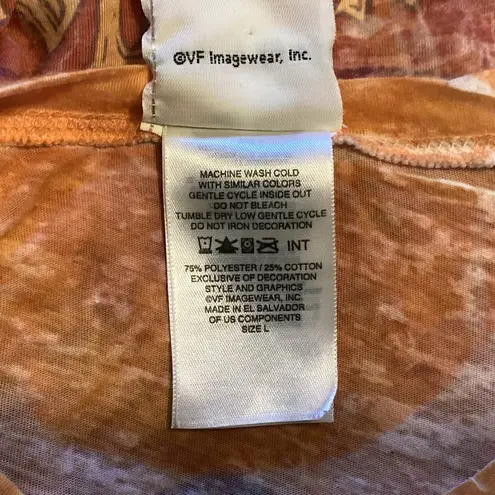 ©VF Imagewear, Inc.
MACHINE WASH COLD
WITH SIMILAR COLORS
GENTLE CYCLE INSIDE OUT
DO NOT BLEACH
TUMBLE DRY LOW GENTLE CYCLE
DO NOT IRON DECORATION
INT
75% POLYESTER / 25% COTTON
EXCLUSIVE OF DECORATION
STYLE AND GRAPHICS
©VF IMAGEWEAR, INC.
MADE IN EL SALVADOR
OF US COMPONENTS
SIZE L